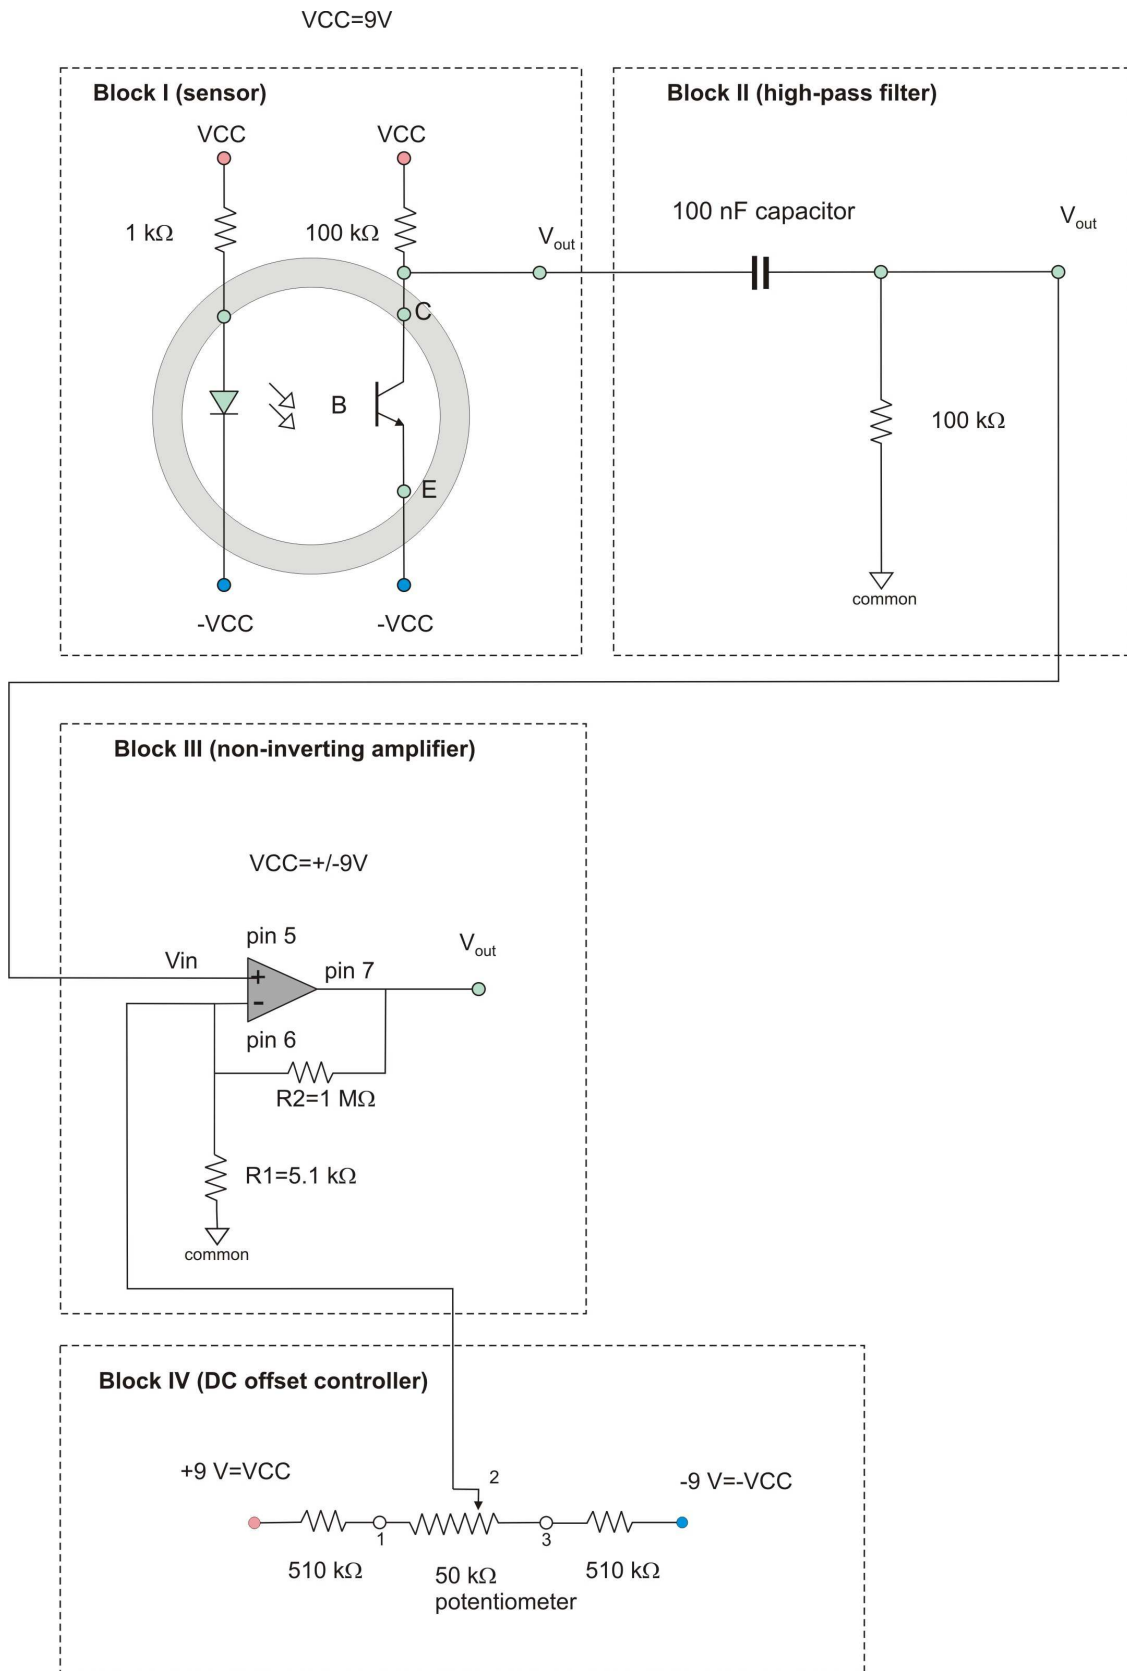 VCC=9V
Block I (sensor)
Block II (high-pass filter)
VCC
VCC
1 kΩ
100 kΩ
Vout
100 nF capacitor
Vout
C
B
E
100 kΩ
common
-VCC
-VCC
Block III (non-inverting amplifier)
VCC=+/-9V
pin 5
Vin
+
pin 7
Vout
-
pin 6
R2=1 MΩ
R1=5.1 kΩ
common
Block IV (DC offset controller)
+9 V=VCC
2
-9 V=-VCC
1
3
510 kΩ
50 kΩ
potentiometer
510 kΩ